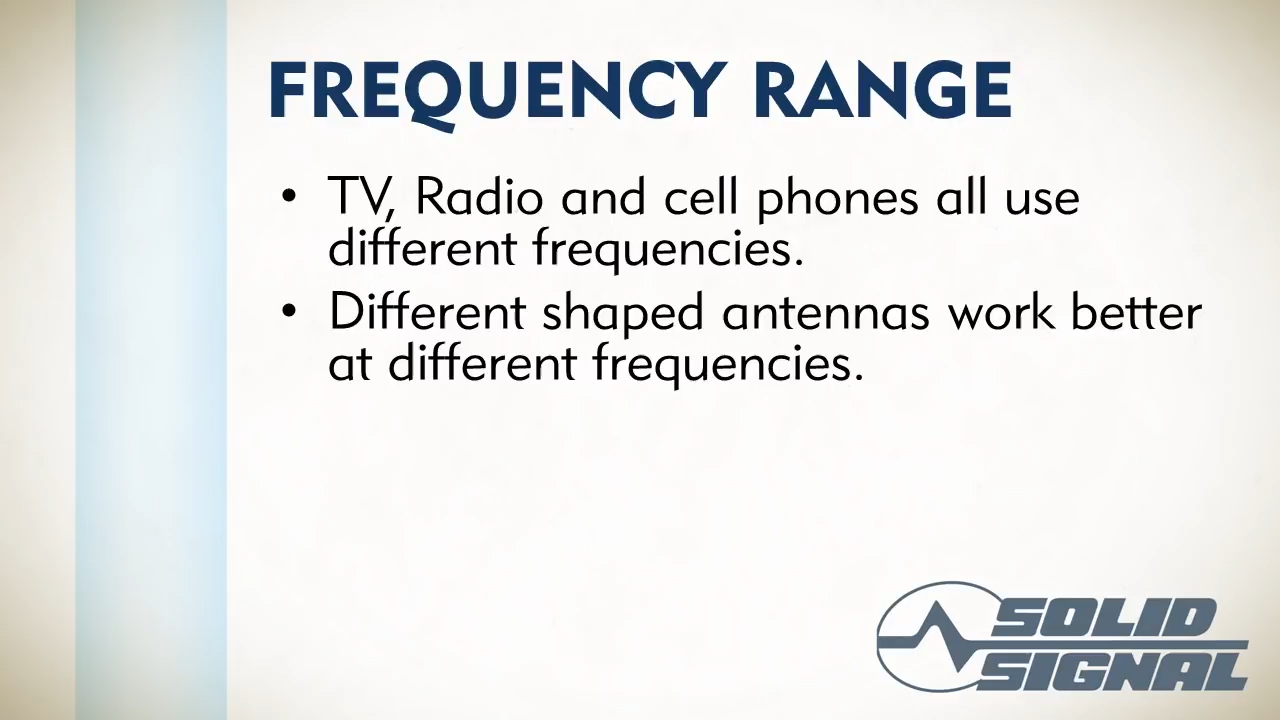 FREQUENCY RANGE
• TV, Radio and cell phones all use
different frequencies.
• Different shaped antennas work better
at different frequencies.
SOLID
SIGNAL